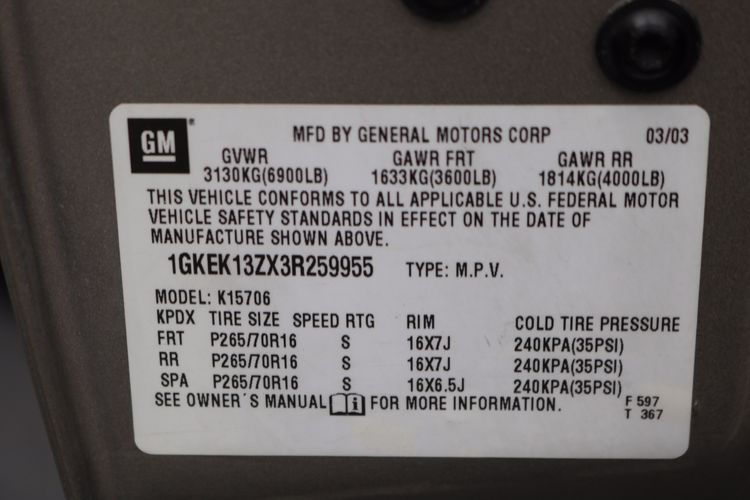 GM MFD BY GENERAL MOTORS CORP 03/03
GVWR GAWR FRT GAWR RR
3130KG(6900LB) 1633KG(3600LB) 1814KG(4000LB)
THIS VEHICLE CONFORMS TO ALL APPLICABLE U.S. FEDERAL MOTOR
VEHICLE SAFETY STANDARDS IN EFFECT ON THE DATE OF
MANUFACTURE SHOWN ABOVE.
1GKEK13ZX3R259955 TYPE: M.P.V.
MODEL: K15706
KPDX TIRE SIZE SPEED RTG RIM COLD TIRE PRESSURE
FRT P265/70R16 S 16X7J 240KPA(35PSI)
RR P265/70R16 S 16X7J 240KPA(35PSI)
SPA P265/70R16 S 16X6.5J 240KPA(35PSI)
SEE OWNER'S MANUAL i FOR MORE INFORMATION. F 597
T 367